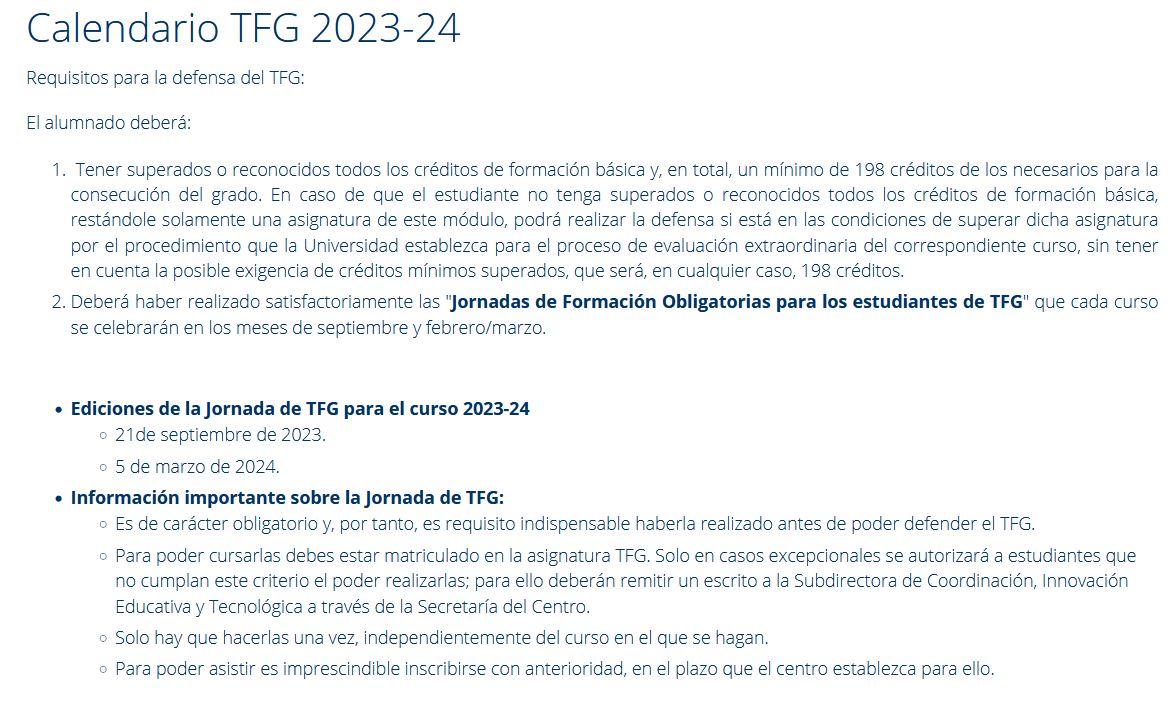 Calendario TFG 2023-24
Requisitos para la defensa del TFG:
El alumnado deberá:
1. Tener superados o reconocidos todos los créditos de formación básica y, en total, un mínimo de 198 créditos de los necesarios para la
consecución del grado. En caso de que el estudiante no tenga superados o reconocidos todos los créditos de formación básica,
restándole solamente una asignatura de este módulo, podrá realizar la defensa si está en las condiciones de superar dicha asignatura
por el procedimiento que la Universidad establezca para el proceso de evaluación extraordinaria del correspondiente curso, sin tener
en cuenta la posible exigencia de créditos mínimos superados, que será, en cualquier caso, 198 créditos.
2. Deberá haber realizado satisfactoriamente las "Jornadas de Formación Obligatorias para los estudiantes de TFG" que cada curso
se celebrarán en los meses de septiembre y febrero/marzo.
• Ediciones de la Jornada de TFG para el curso 2023-24
○ 21de septiembre de 2023.
○ 5 de marzo de 2024.
• Información importante sobre la Jornada de TFG:
○ Es de carácter obligatorio y, por tanto, es requisito indispensable haberla realizado antes de poder defender el TFG.
○ Para poder cursarlas debes estar matriculado en la asignatura TFG. Solo en casos excepcionales se autorizará a estudiantes que
no cumplan este criterio el poder realizarlas; para ello deberán remitir un escrito a la Subdirectora de Coordinación, Innovación
Educativa y Tecnológica a través de la Secretaría del Centro.
○ Solo hay que hacerlas una vez, independientemente del curso en el que se hagan.
○ Para poder asistir es imprescindible inscribirse con anterioridad, en el plazo que el centro establezca para ello.